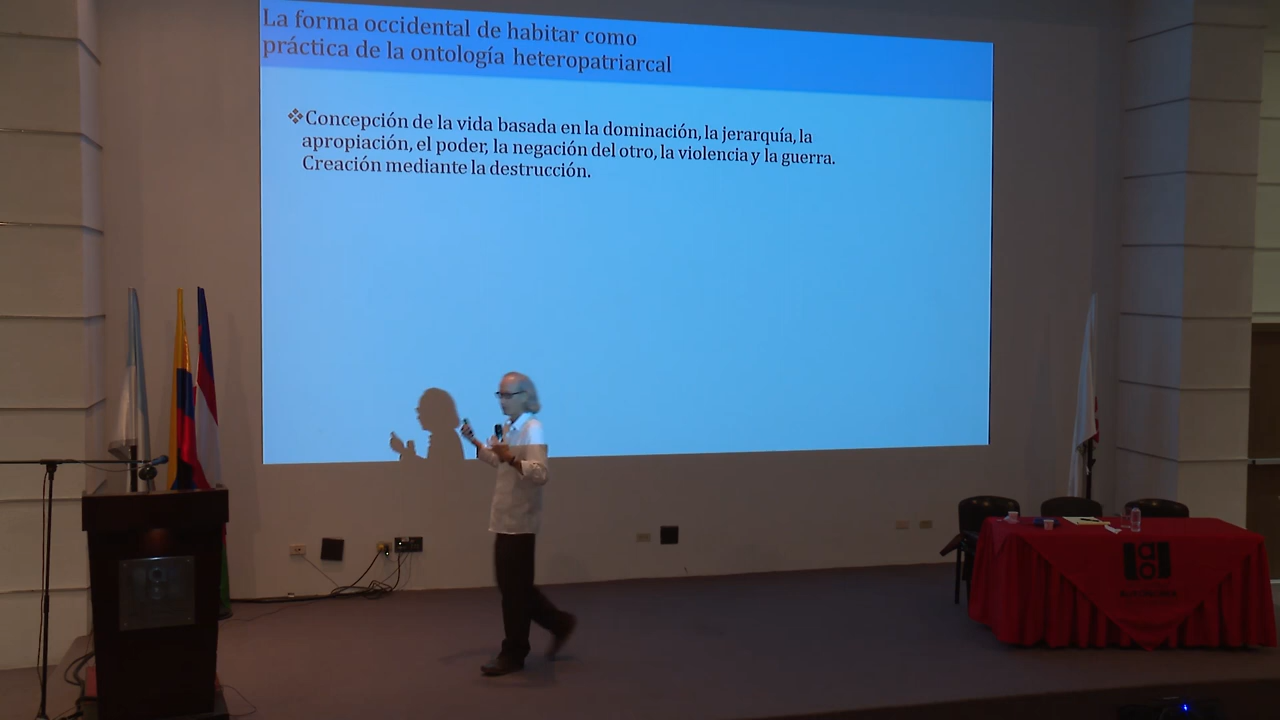 La forma occidental de habitar como
práctica de la ontología heteropatriarcal
❖Concepción de la vida basada en la dominación, la jerarquía, la
apropiación, el poder, la negación del otro, la violencia y la guerra.
Creación mediante la destrucción.